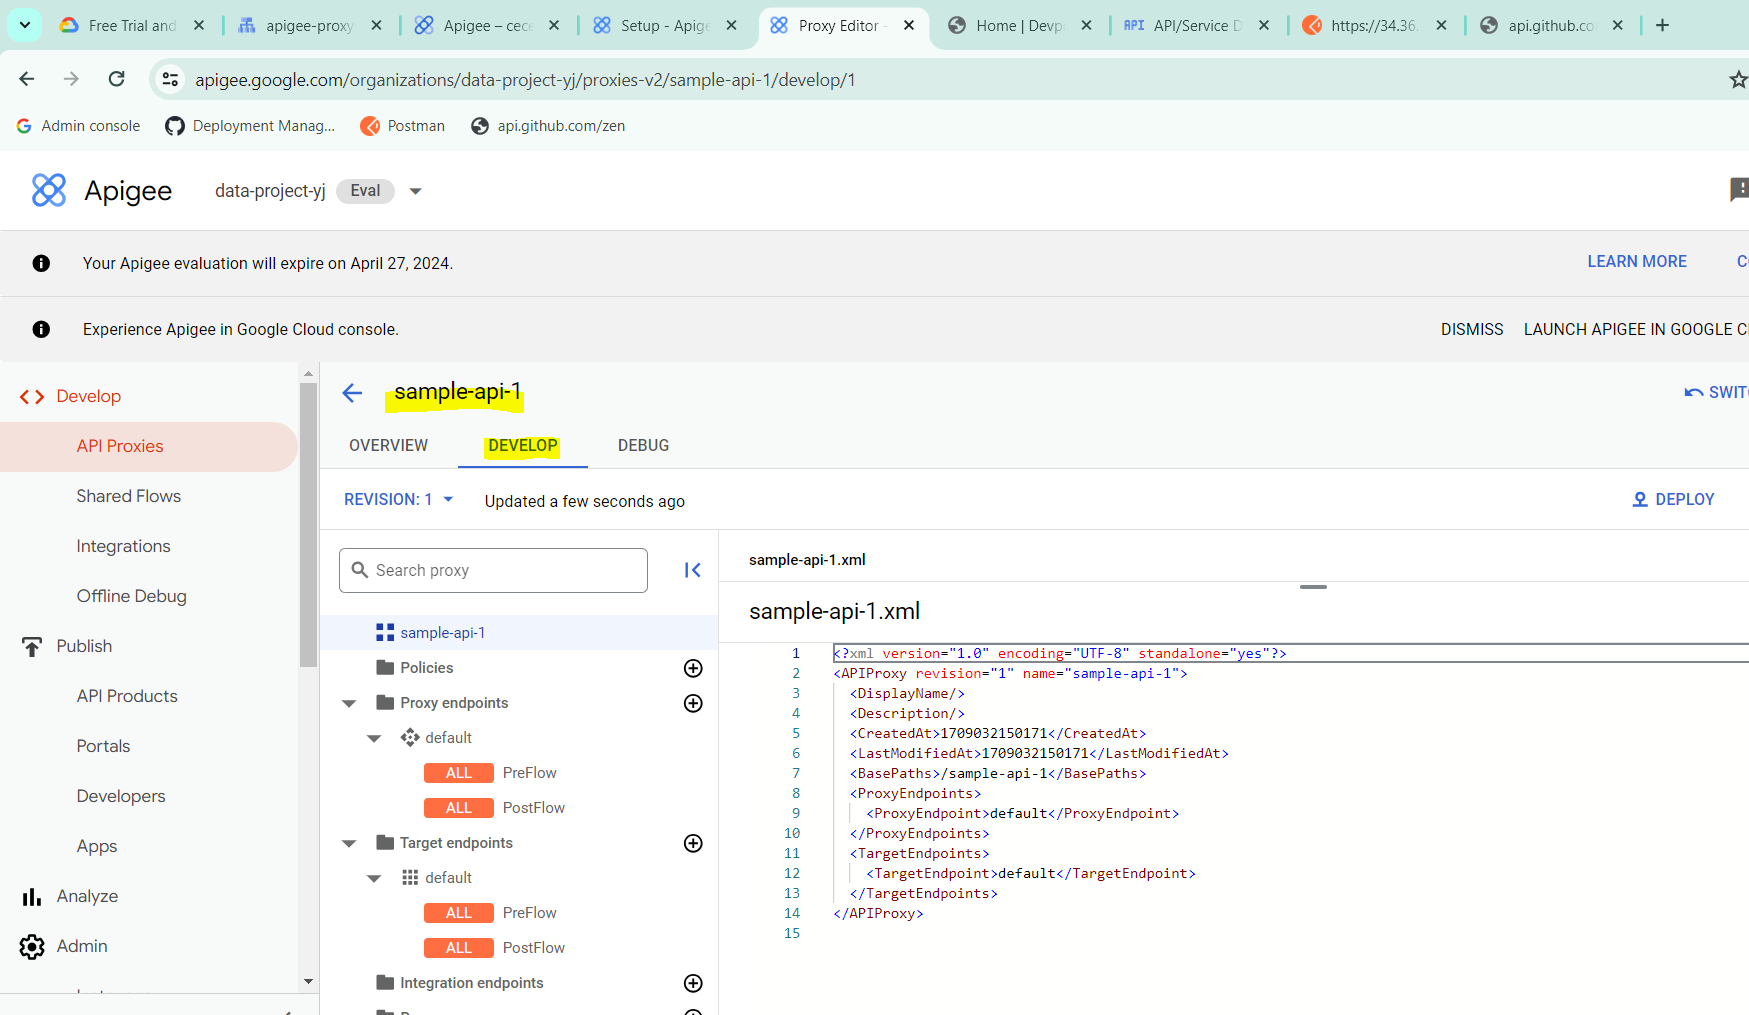 Free Trial and
apigee-proxy
Apigee – cece
Setup - Apige
Proxy Editor -
Home | Devp
API API/Service D
https://34.36.
api.github.co
apigee.google.com/organizations/data-project-yj/proxies-v2/sample-api-1/develop/1
Admin console
Deployment Manag...
Postman
api.github.com/zen
Apigee
data-project-yj
Eval
Your Apigee evaluation will expire on April 27, 2024.
LEARN MORE
Experience Apigee in Google Cloud console.
DISMISS
LAUNCH APIGEE IN GOOGLE C
Develop
API Proxies
Shared Flows
Integrations
Offline Debug
Publish
API Products
Portals
Developers
Apps
Analyze
Admin
sample-api-1
SWIT
OVERVIEW
DEVELOP
DEBUG
REVISION: 1
Updated a few seconds ago
DEPLOY
Search proxy
sample-api-1
Policies
Proxy endpoints
default
ALL PreFlow
ALL PostFlow
Target endpoints
default
ALL PreFlow
ALL PostFlow
Integration endpoints
sample-api-1.xml
sample-api-1.xml
1 <?xml version="1.0" encoding="UTF-8" standalone="yes"?>
2 <APIProxy revision="1" name="sample-api-1">
3 <DisplayName/>
4 <Description/>
5 <CreatedAt>1709032150171</CreatedAt>
6 <LastModifiedAt>1709032150171</LastModifiedAt>
7 <BasePaths>/sample-api-1</BasePaths>
8 <ProxyEndpoints>
9 <ProxyEndpoint>default</ProxyEndpoint>
10 </ProxyEndpoints>
11 <TargetEndpoints>
12 <TargetEndpoint>default</TargetEndpoint>
13 </TargetEndpoints>
14 </APIProxy>
15